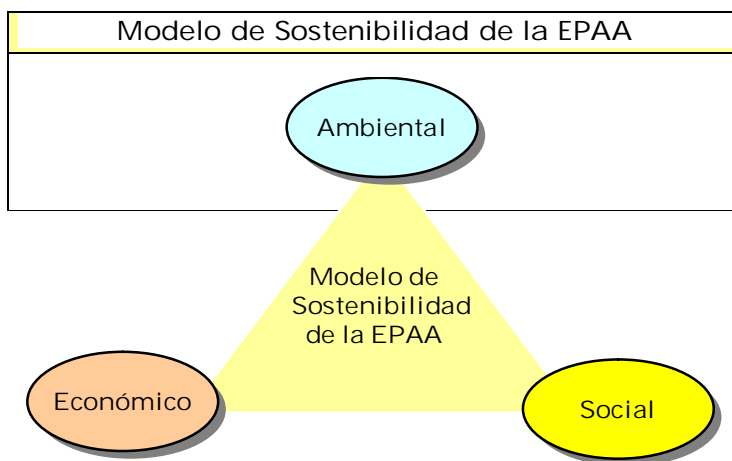 Modelo de Sostenibilidad de la EPAA
Ambiental
Modelo de
Sostenibilidad
de la EPAA
Económico
Social